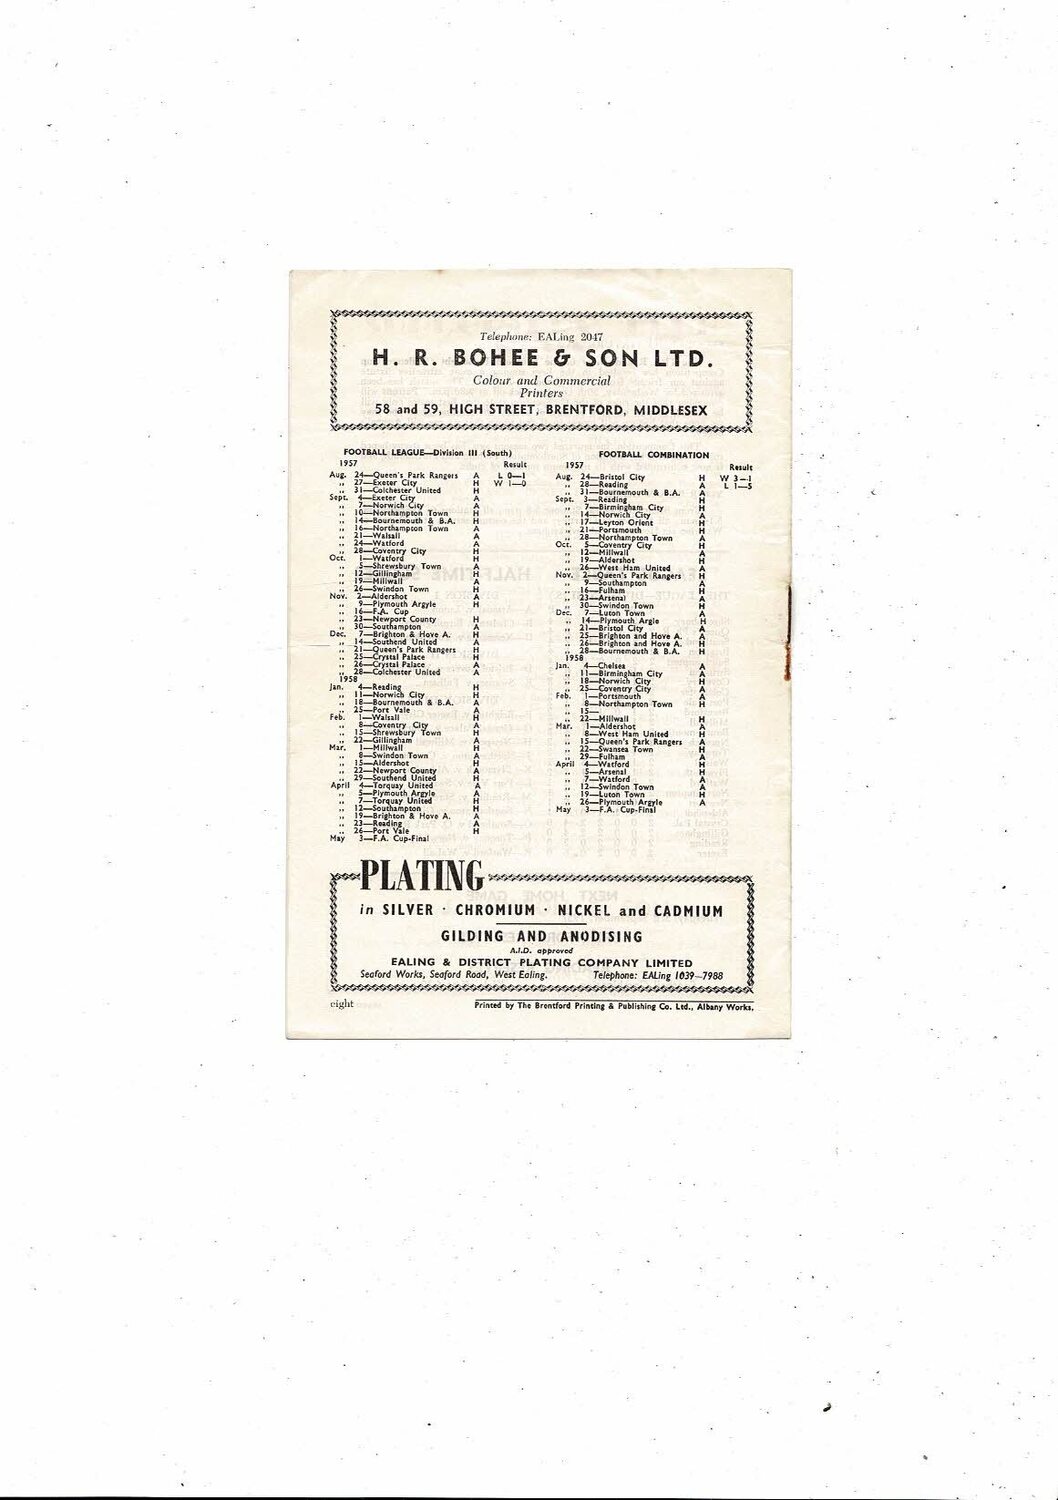 Telephone: EALing 2047
H. R. BOHEE & SON LTD.
Colour and Commercial
Printers
58 and 59, HIGH STREET, BRENTFORD, MIDDLESEX
FOOTBALL LEAGUE—Division III (South)
1957 Result
Aug. 24—Queen's Park Rangers A L 0—1
„ 27—Exeter City H W 1—0
„ 31—Colchester United H
Sept. 4—Exeter City A
„ 7—Norwich City A
„ 10—Northampton Town H
„ 14—Bournemouth & B.A. H
„ 16—Northampton Town A
„ 21—Walsall A
„ 24—Watford A
„ 28—Coventry City H
Oct. 1—Watford H
„ 5—Shrewsbury Town A
„ 12—Gillingham H
„ 19—Millwall A
„ 26—Swindon Town H
Nov. 2—Aldershot A
„ 9—Plymouth Argyle H
„ 16—F.A. Cup
„ 23—Newport County H
„ 30—Southampton A
Dec. 7—Brighton & Hove A. H
„ 14—Southend United A
„ 21—Queen's Park Rangers H
„ 25—Crystal Palace H
„ 26—Crystal Palace A
„ 28—Colchester United A
1958
Jan. 4—Reading H
„ 11—Norwich City H
„ 18—Bournemouth & B.A. A
„ 25—Port Vale A
Feb. 1—Walsall H
„ 8—Coventry City A
„ 15—Shrewsbury Town H
„ 22—Gillingham A
Mar. 1—Millwall H
„ 8—Swindon Town A
„ 15—Aldershot H
„ 22—Newport County A
„ 29—Southend United H
April 4—Torquay United A
„ 5—Plymouth Argyle A
„ 7—Torquay United H
„ 12—Southampton H
„ 19—Brighton & Hove A. A
„ 23—Reading A
„ 26—Port Vale H
May 3—F.A. Cup-Final
FOOTBALL COMBINATION
1957 Result
Aug. 24—Bristol City H W 3—1
„ 28—Reading A L 1—5
„ 31—Bournemouth & B.A. A
Sept. 3—Reading H
„ 7—Birmingham City H
„ 14—Norwich City A
„ 17—Leyton Orient H
„ 21—Portsmouth H
„ 28—Northampton Town A
Oct. 5—Coventry City H
„ 12—Millwall A
„ 19—Aldershot H
„ 26—West Ham United A
Nov. 2—Queen's Park Rangers H
„ 9—Southampton A
„ 16—Fulham H
„ 23—Arsenal A
„ 30—Swindon Town H
Dec. 7—Luton Town A
„ 14—Plymouth Argle H
„ 21—Bristol City A
„ 25—Brighton and Hove A. A
„ 26—Brighton and Hove A. H
„ 28—Bournemouth & B.A. H
1958
Jan. 4—Chelsea A
„ 11—Birmingham City A
„ 18—Norwich City H
„ 25—Coventry City A
Feb. 1—Portsmouth A
„ 8—Northampton Town H
„ 15—
„ 22—Millwall H
Mar. 1—Aldershot A
„ 8—West Ham United H
„ 15—Queen's Park Rangers A
„ 22—Swansea Town H
„ 29—Fulham A
April 4—Watford H
„ 5—Arsenal H
„ 7—Watford A
„ 12—Swindon Town A
„ 19—Luton Town H
„ 26—Plymouth Argyle A
May 3—F.A. Cup-Final
PLATING
in SILVER · CHROMIUM · NICKEL and CADMIUM
GILDING AND ANODISING
A.I.D. approved
EALING & DISTRICT PLATING COMPANY LIMITED
Seaford Works, Seaford Road, West Ealing. Telephone: EALing 1039—7988
eight Printed by The Brentford Printing & Publishing Co. Ltd., Albany Works.